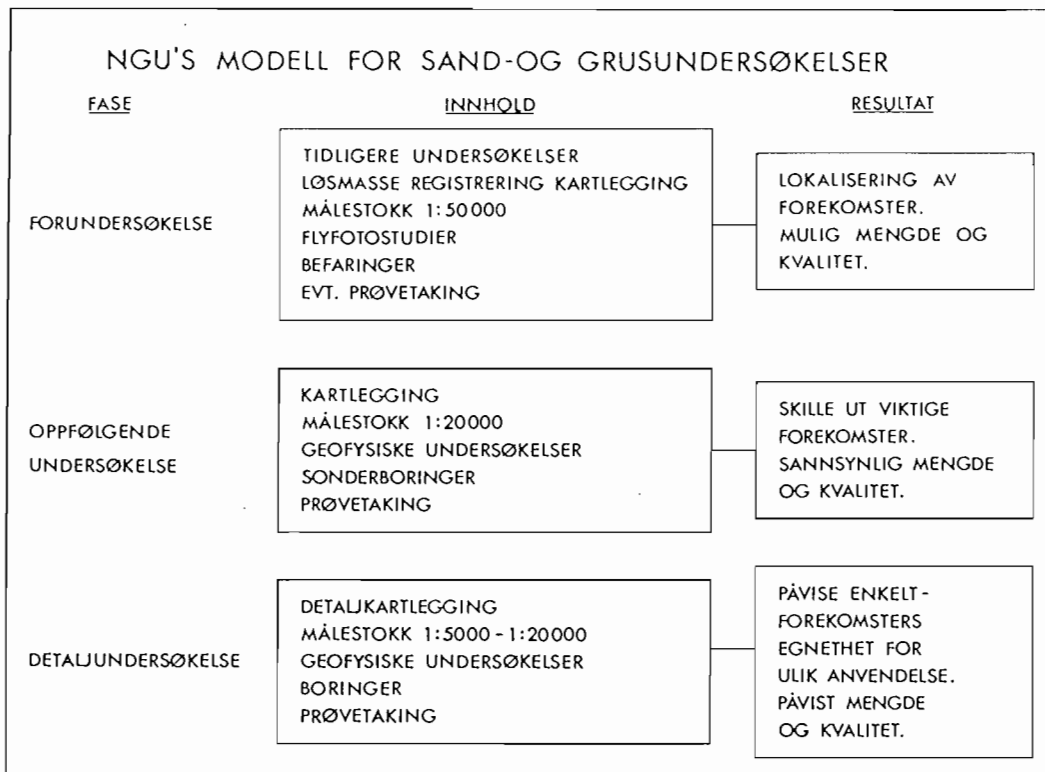 NGU'S MODELL FOR SAND-OG GRUSUNDERSØKELSER
FASE
INNHOLD
RESULTAT
FORUNDERSØKELSE
TIDLIGERE UNDERSØKELSER
LØSMASSE REGISTRERING KARTLEGGING
MÅLESTOKK 1:50000
FLYFOTOSTUDIER
BEFARINGER
EVT. PRØVETAKING
LOKALISERING AV
FOREKOMSTER.
MULIG MENGDE OG
KVALITET.
OPPFØLGENDE
UNDERSØKELSE
KARTLEGGING
MÅLESTOKK 1:20000
GEOFYSISKE UNDERSØKELSER
SONDERBORINGER
PRØVETAKING
SKILLE UT VIKTIGE
FOREKOMSTER.
SANNSYNLIG MENGDE
OG KVALITET.
DETALJUNDERSØKELSE
DETALJKARTLEGGING
MÅLESTOKK 1:5000-1:20000
GEOFYSISKE UNDERSØKELSER
BORINGER
PRØVETAKING
PÅVISE ENKELT-
FOREKOMSTERS
EGNETHET FOR
ULIK ANVENDELSE.
PÅVIST MENGDE
OG KVALITET.